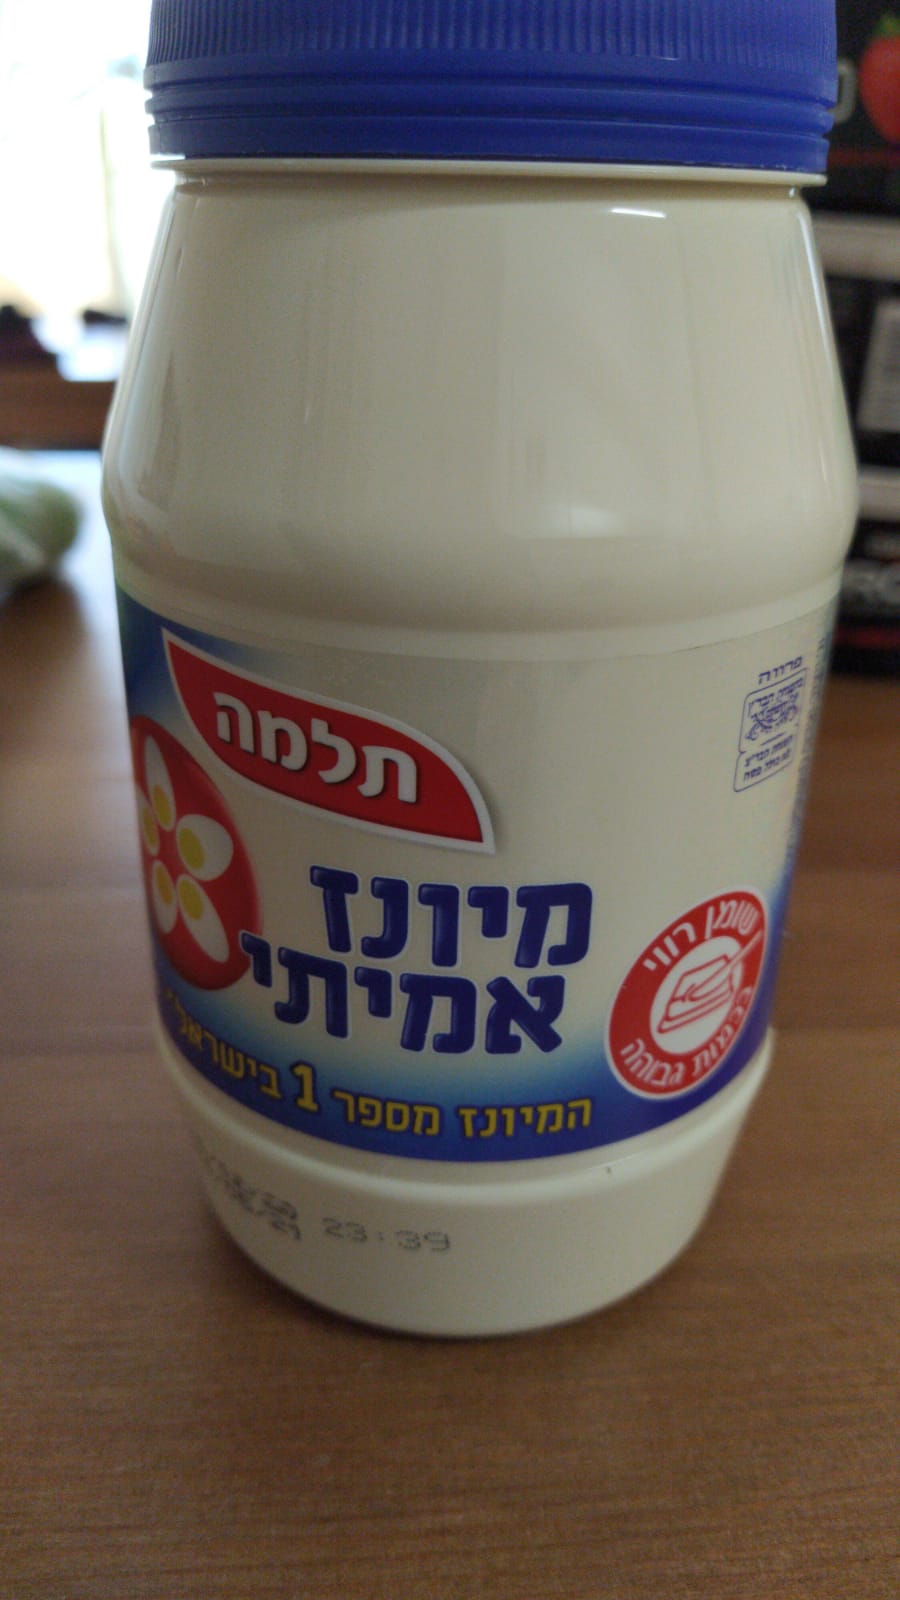 תלמה
מיונז
אמיתי
המיונז מספר 1 בישראל
שומן רווי
בכמות גבוהה
פרווה
23:39